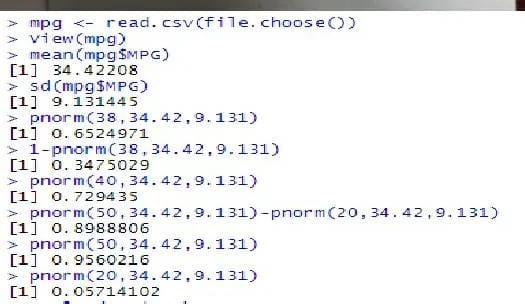 > mpg <- read.csv(file.choose())
> View(mpg)
> mean(mpg$MPG)
[1] 34.42208
> sd(mpg$MPG)
[1] 9.131445
> pnorm(38,34.42,9.131)
[1] 0.6524971
> 1-pnorm(38,34.42,9.131)
[1] 0.3475029
> pnorm(40,34.42,9.131)
[1] 0.729435
> pnorm(50,34.42,9.131)-pnorm(20,34.42,9.131)
[1] 0.8988806
> pnorm(50,34.42,9.131)
[1] 0.9560216
> pnorm(20,34.42,9.131)
[1] 0.05714102